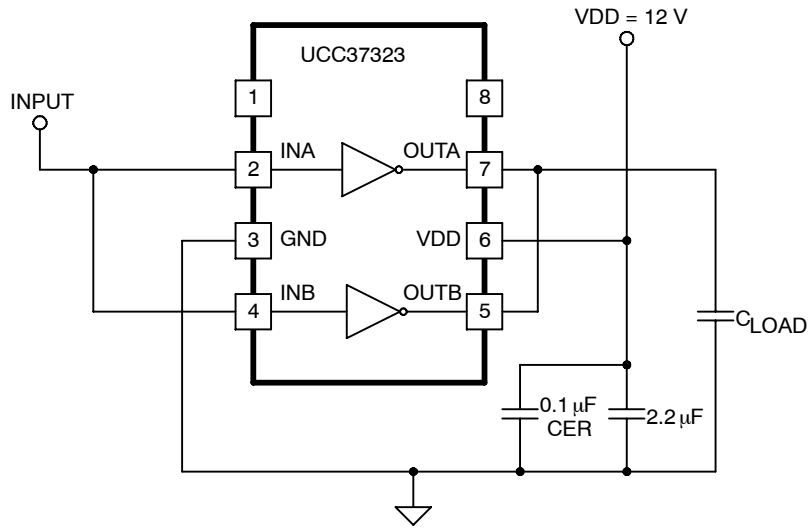 VDD = 12 V
UCC37323
INPUT
1
8
2
INA
OUTA
7
3
GND
VDD
6
4
INB
OUTB
5
CLOAD
0.1 μF
CER
2.2 μF